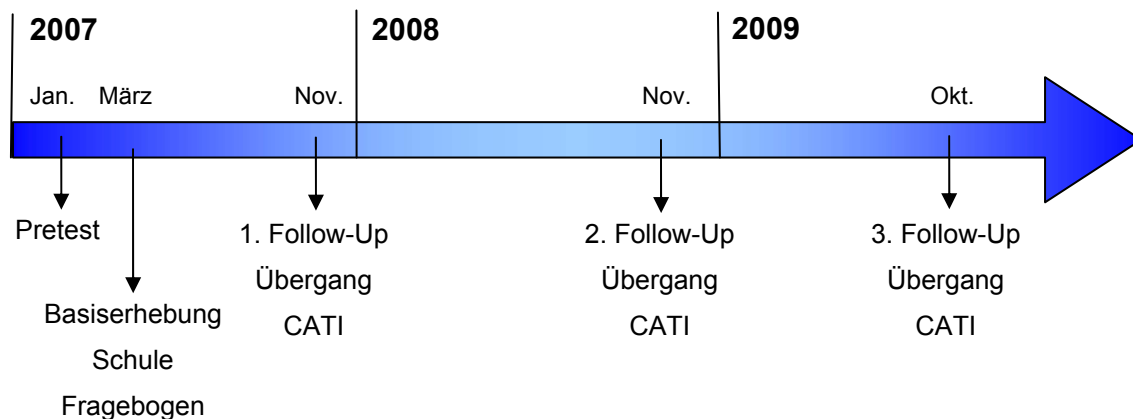 2007 2008 2009
Jan. März Nov. Nov. Okt.
Pretest
Basiserhebung
Schule
Fragebogen
1. Follow-Up
Übergang
CATI
2. Follow-Up
Übergang
CATI
3. Follow-Up
Übergang
CATI